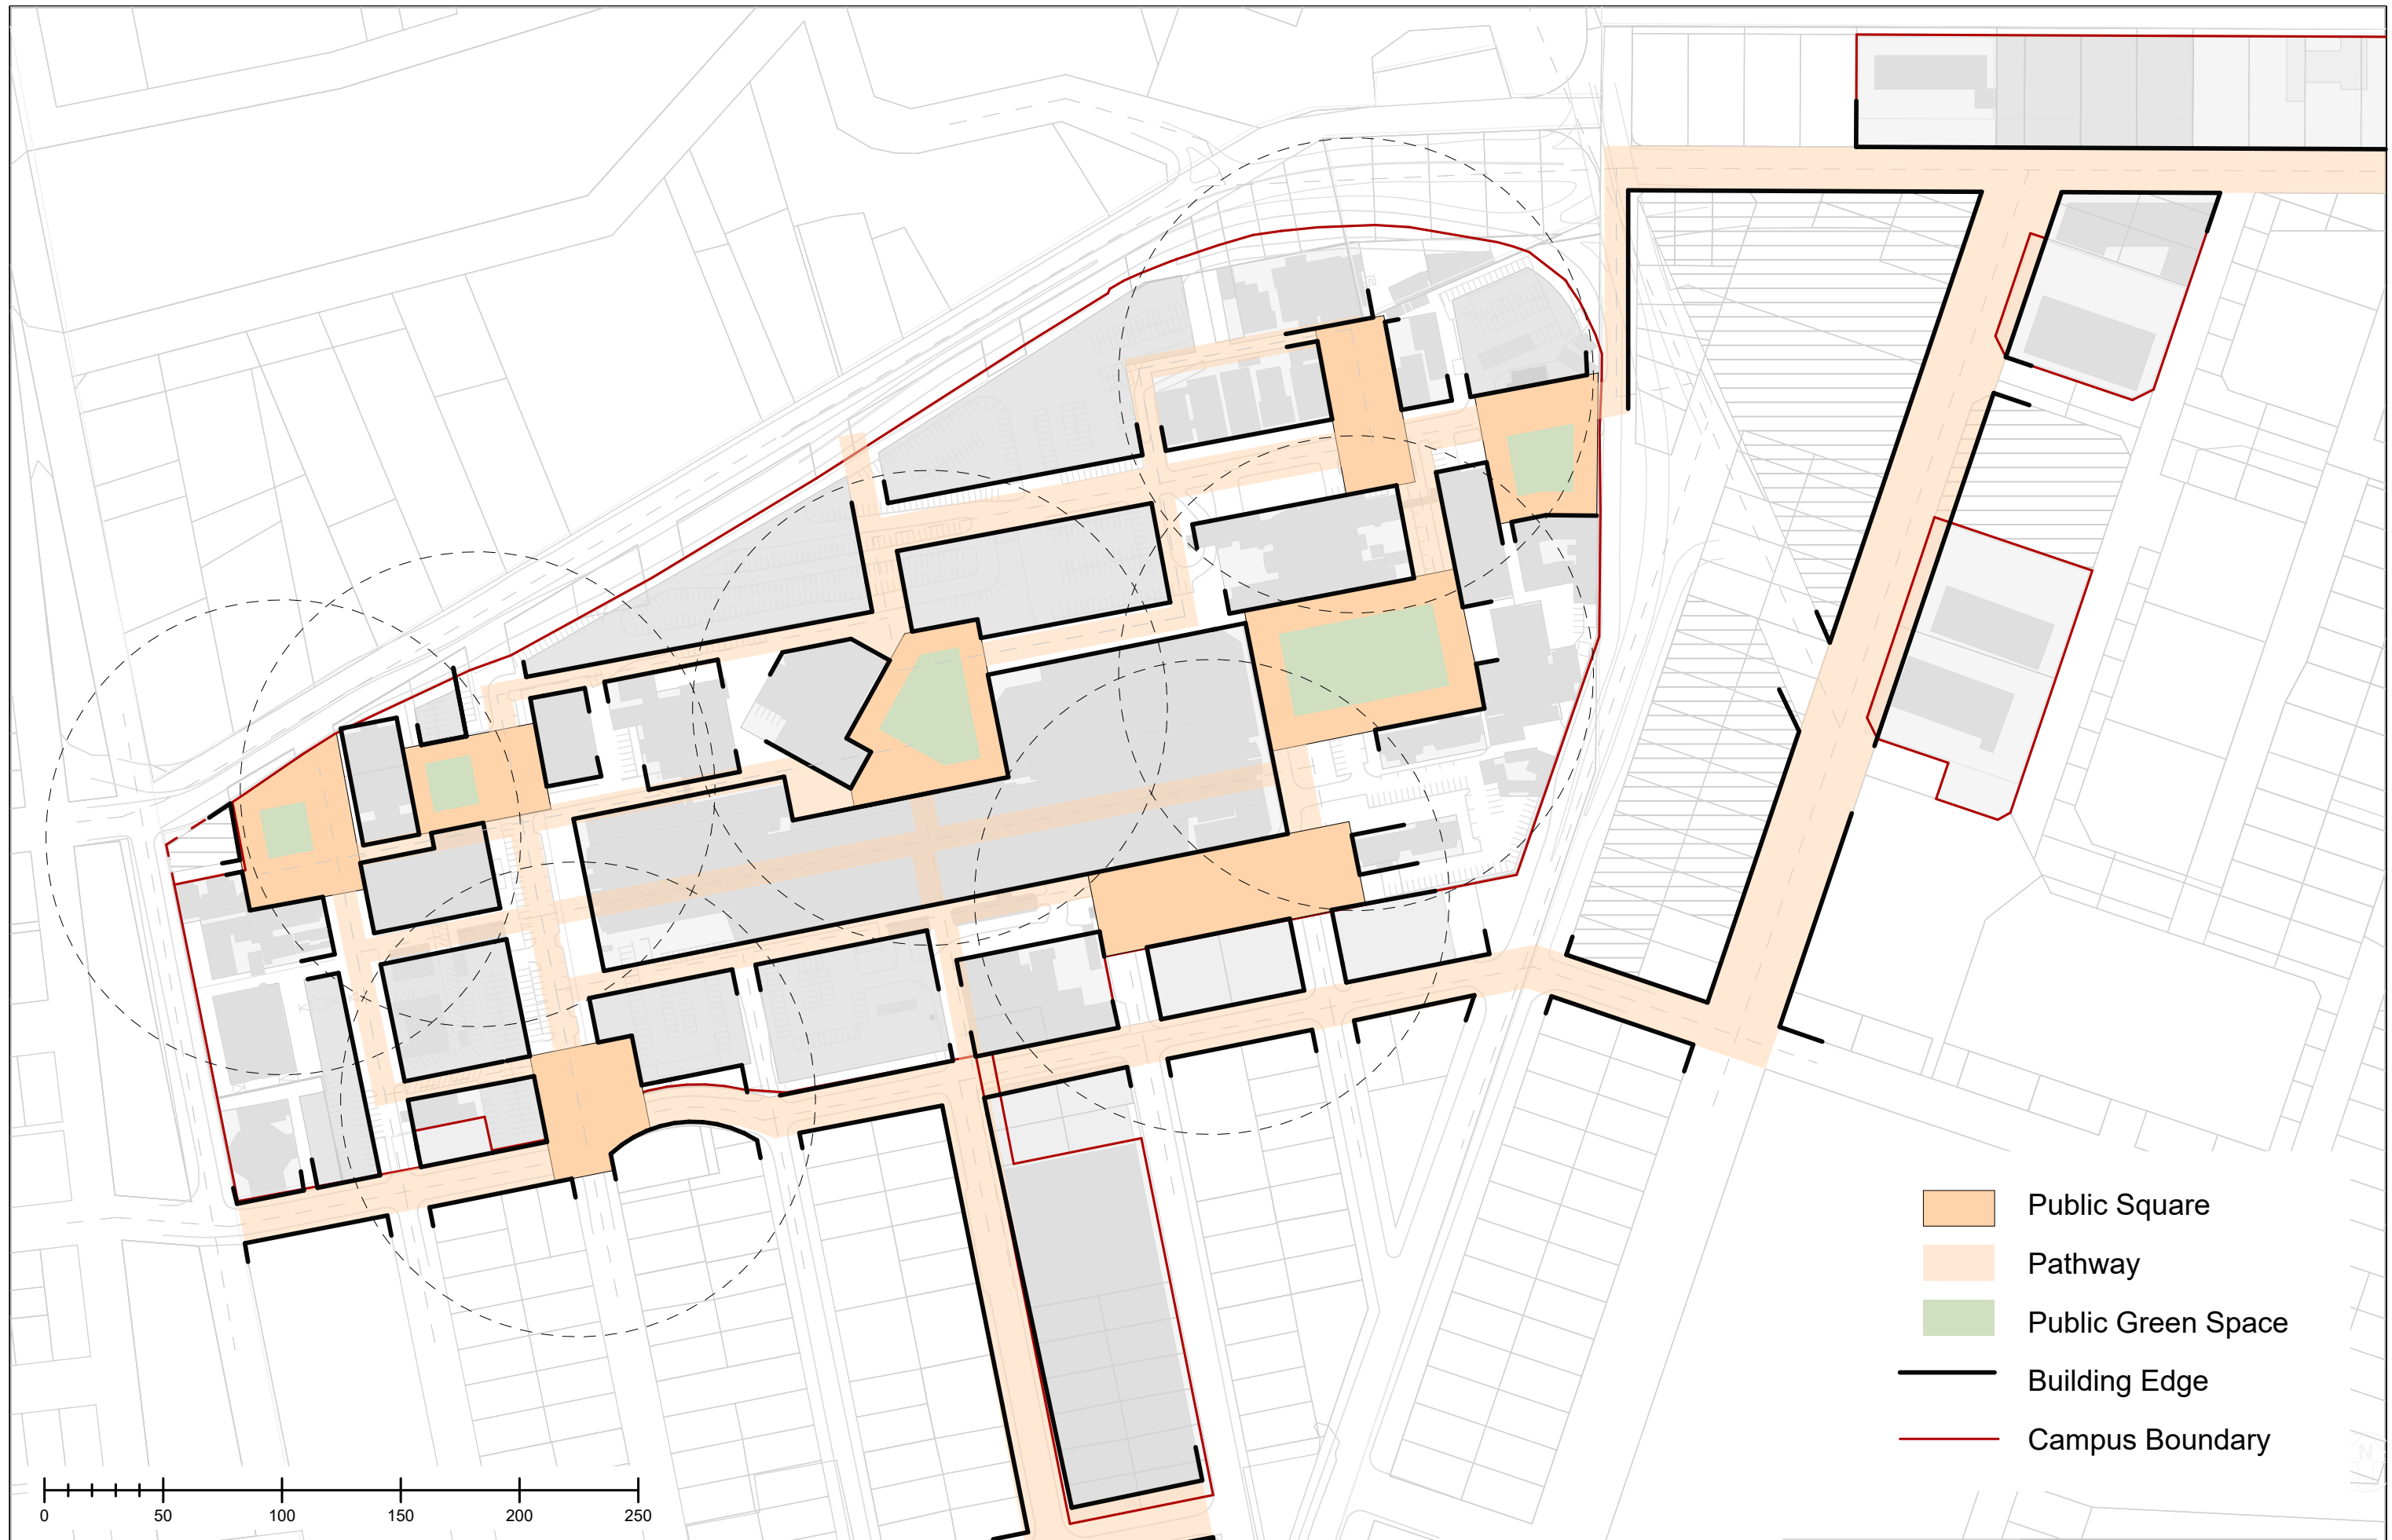 Public Square
Pathway
Public Green Space
Building Edge
Campus Boundary
N
0 50 100 150 200 250